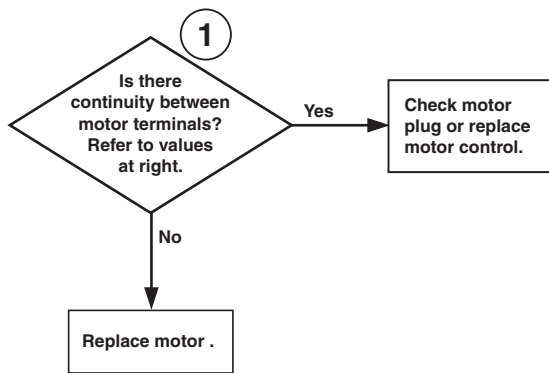 1
Is there
continuity between
motor terminals?
Refer to values
at right.
Yes
Check motor
plug or replace
motor control.
No
Replace motor .